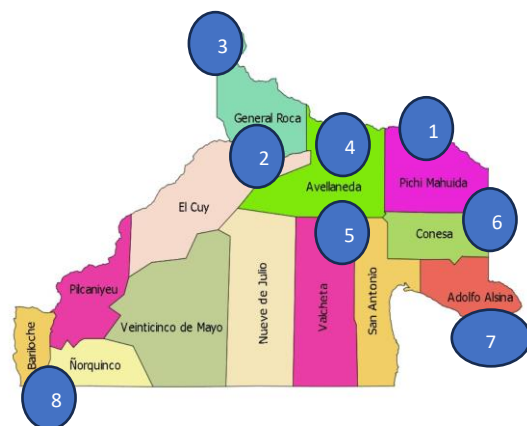 3
General Roca
1
4
2
Avellaneda
Pichi Mahuida
El Cuy
6
5
Conesa
Pilcaniyeu
Adolfo Alsina
Veinticinco de Mayo
Nueve de Julio
Valcheta
San Antonio
Bariloche
7
Ñorquinco
8